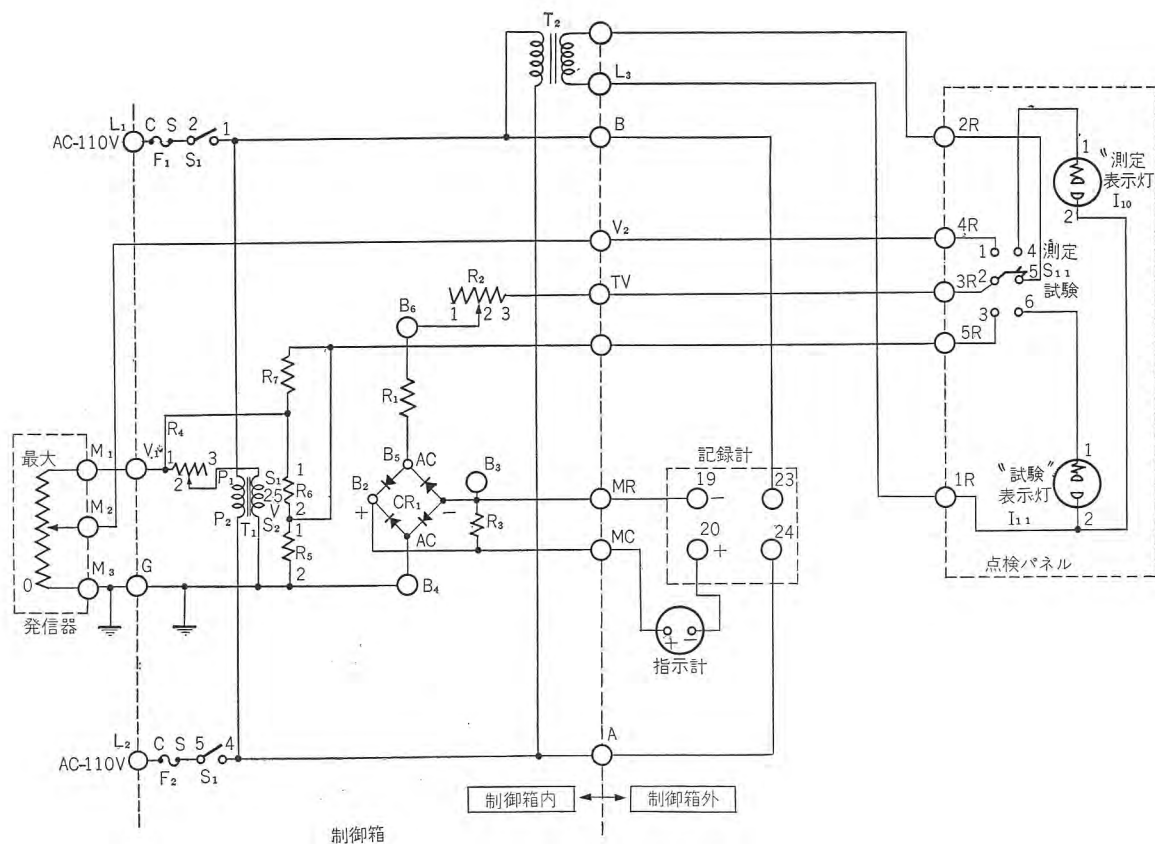 T₂
L₃
L₁
AC-110V
C S 2 1
F₁ S₁
B
2R
1
〝測定
表示灯
I₁₀
2
V₂
4R
1 4 測定
S₁₁
3R 2 5
試験
3 6
R₂
TV
1 2 3
B₆
5R
R₇
R₁
R₄
最大
M₁
V₁
1 3
2
P₁ S₁
25
V
P₂ S₂
T₁
1
R₆
2
1
R₅
2
B₅ AC
B₂
+ CR₁ −
AC
B₃
R₃
B₄
MR
MC
記録計
19 − 23
20 + 24
1R
1
〝試験〞
表示灯
I₁₁
2
点検パネル
M₂
M₃
0
G
発信器
+ −
指示計
L₂
AC-110V
C S 5 4
F₂ S₁
A
制御箱内 制御箱外
制御箱